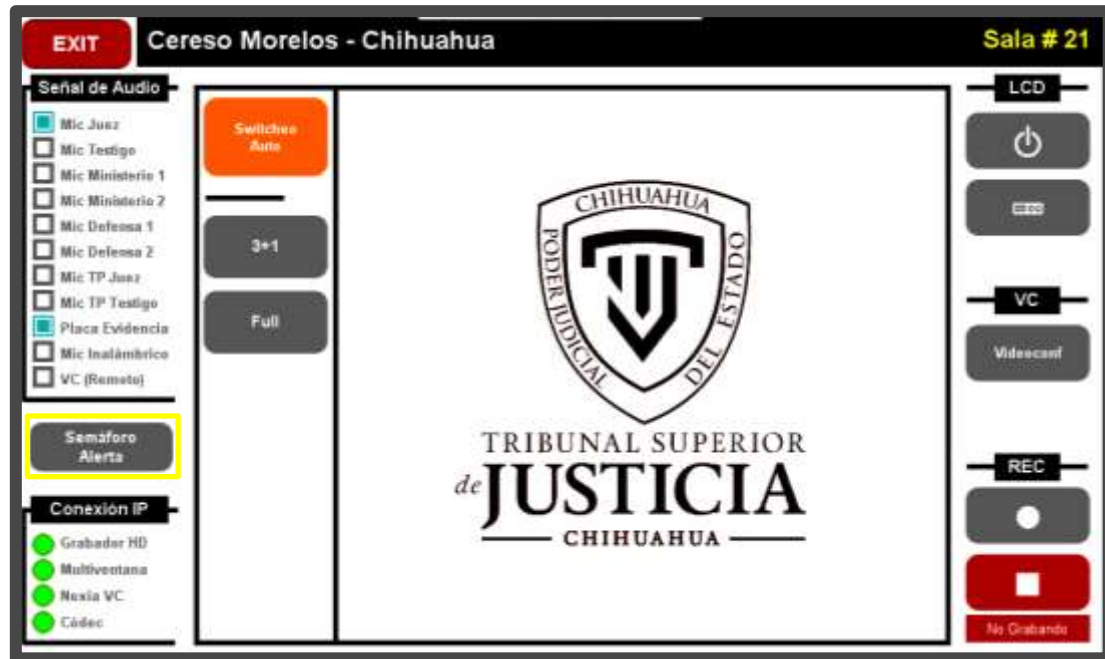 EXIT
Cereso Morelos - Chihuahua
Sala # 21
Señal de Audio
Mic Juez
Mic Testigo
Mic Ministerio 1
Mic Ministerio 2
Mic Defensa 1
Mic Defensa 2
Mic TP Juez
Mic TP Testigo
Placa Evidencia
Mic Inalámbrico
VC (Remoto)
Semáforo
Alerta
Conexión IP
Grabador HD
Multiventana
Nexia VC
Códec
Switcheo
Auto
3+1
Full
CHIHUAHUA
PODER JUDICIAL
DEL ESTADO
TRIBUNAL SUPERIOR
de JUSTICIA
CHIHUAHUA
LCD
VC
Videoconf
REC
No Grabando